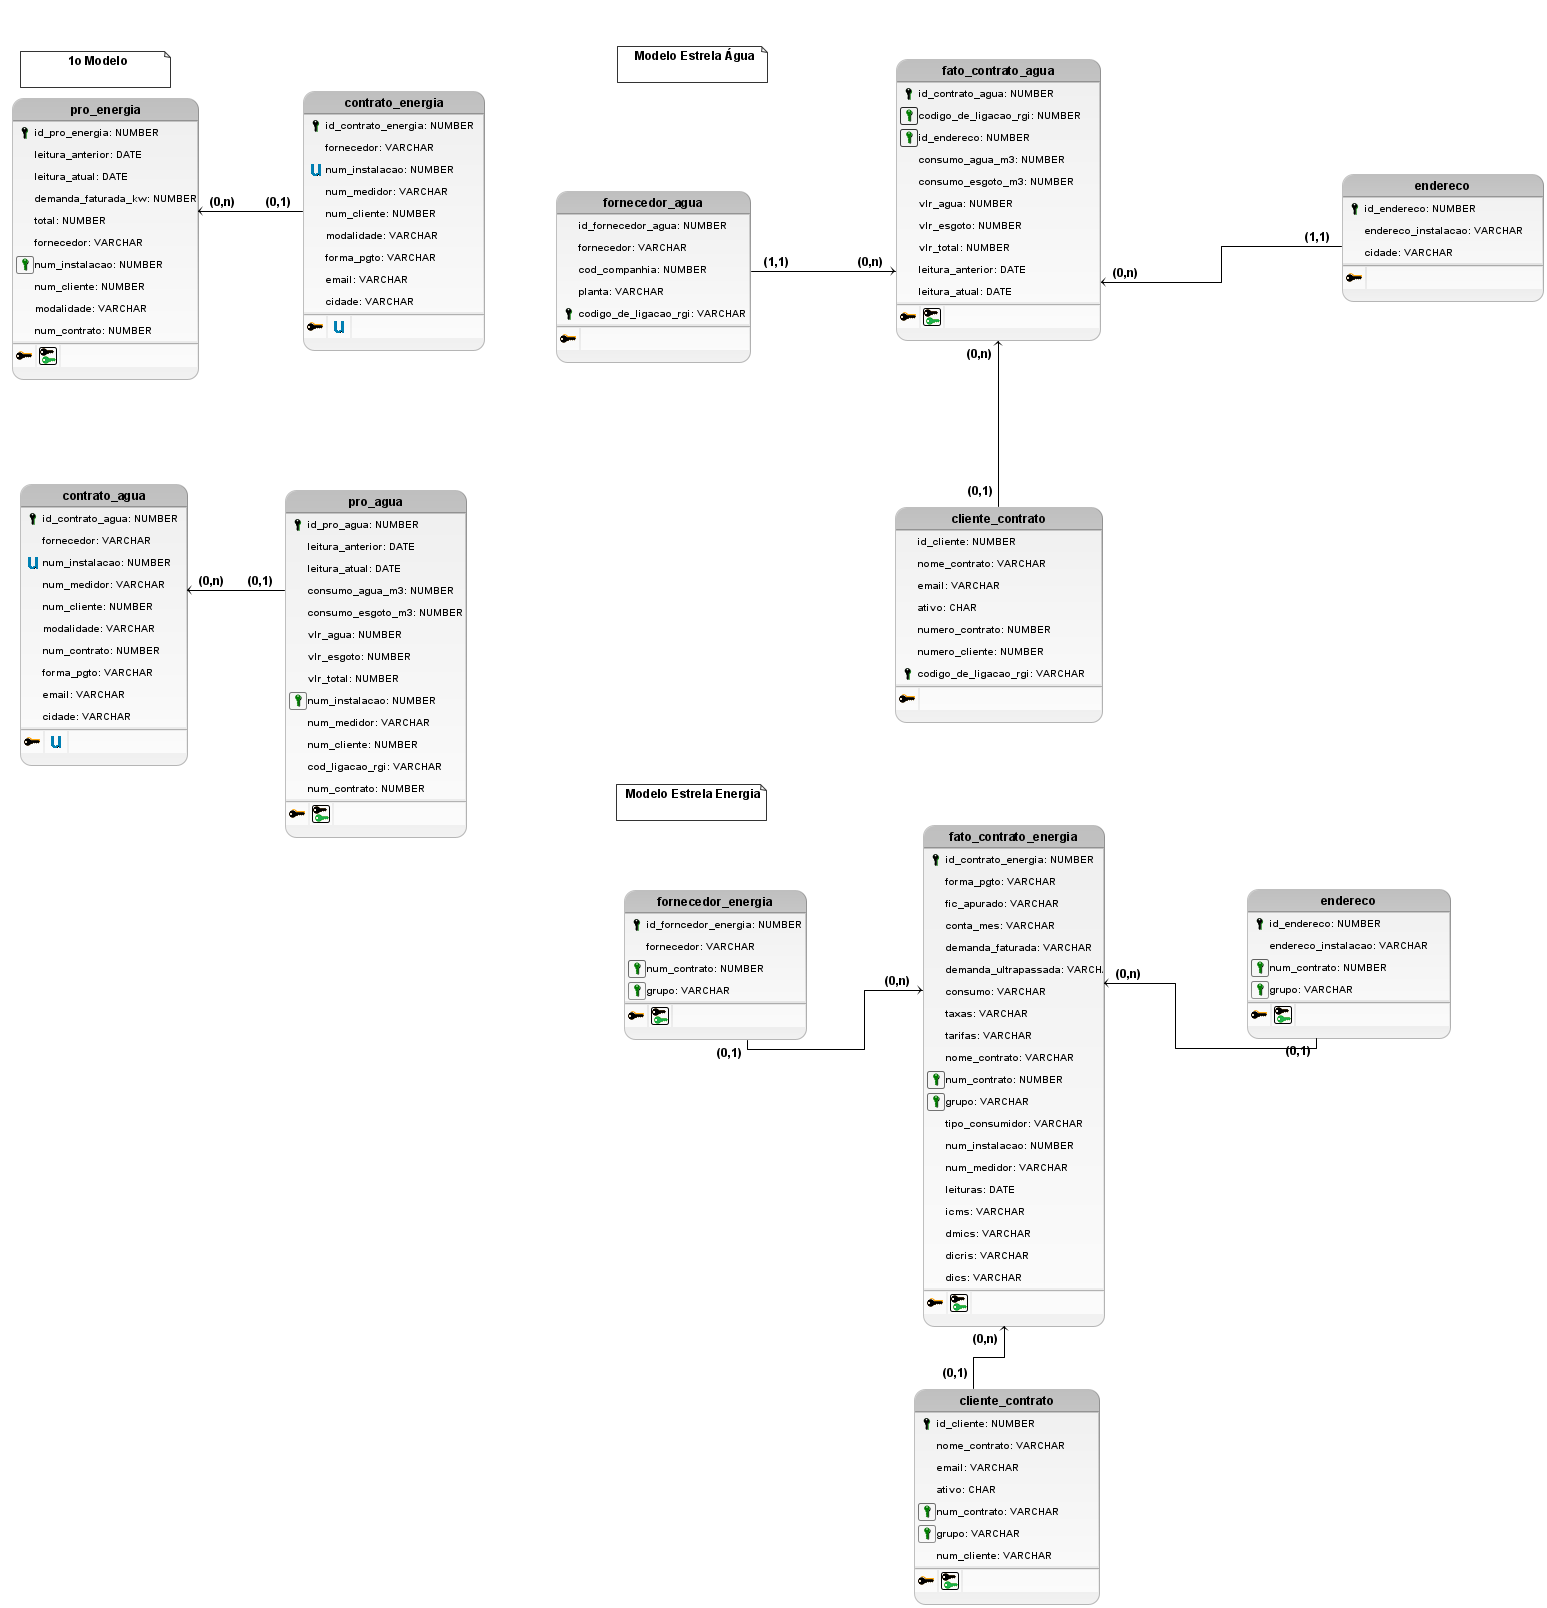 1o Modelo
pro_energia
id_pro_energia: NUMBER
leitura_anterior: DATE
leitura_atual: DATE
demanda_faturada_kw: NUMBER
total: NUMBER
fornecedor: VARCHAR
num_instalacao: NUMBER
num_cliente: NUMBER
modalidade: VARCHAR
num_contrato: NUMBER
(0,n)
(0,1)
contrato_energia
id_contrato_energia: NUMBER
fornecedor: VARCHAR
u num_instalacao: NUMBER
num_medidor: VARCHAR
num_cliente: NUMBER
modalidade: VARCHAR
forma_pgto: VARCHAR
email: VARCHAR
cidade: VARCHAR
u
contrato_agua
id_contrato_agua: NUMBER
fornecedor: VARCHAR
u num_instalacao: NUMBER
num_medidor: VARCHAR
num_cliente: NUMBER
modalidade: VARCHAR
num_contrato: NUMBER
forma_pgto: VARCHAR
email: VARCHAR
cidade: VARCHAR
u
(0,n)
(0,1)
pro_agua
id_pro_agua: NUMBER
leitura_anterior: DATE
leitura_atual: DATE
consumo_agua_m3: NUMBER
consumo_esgoto_m3: NUMBER
vlr_agua: NUMBER
vlr_esgoto: NUMBER
vlr_total: NUMBER
num_instalacao: NUMBER
num_medidor: VARCHAR
num_cliente: NUMBER
cod_ligacao_rgi: VARCHAR
num_contrato: NUMBER
Modelo Estrela Água
fornecedor_agua
id_fornecedor_agua: NUMBER
fornecedor: VARCHAR
cod_companhia: NUMBER
planta: VARCHAR
codigo_de_ligacao_rgi: VARCHAR
(1,1)
(0,n)
fato_contrato_agua
id_contrato_agua: NUMBER
codigo_de_ligacao_rgi: NUMBER
id_endereco: NUMBER
consumo_agua_m3: NUMBER
consumo_esgoto_m3: NUMBER
vlr_agua: NUMBER
vlr_esgoto: NUMBER
vlr_total: NUMBER
leitura_anterior: DATE
leitura_atual: DATE
(0,n)
(1,1)
endereco
id_endereco: NUMBER
endereco_instalacao: VARCHAR
cidade: VARCHAR
(0,n)
(0,1)
cliente_contrato
id_cliente: NUMBER
nome_contrato: VARCHAR
email: VARCHAR
ativo: CHAR
numero_contrato: NUMBER
numero_cliente: NUMBER
codigo_de_ligacao_rgi: VARCHAR
Modelo Estrela Energia
fornecedor_energia
id_forncedor_energia: NUMBER
fornecedor: VARCHAR
num_contrato: NUMBER
grupo: VARCHAR
(0,1)
(0,n)
fato_contrato_energia
id_contrato_energia: NUMBER
forma_pgto: VARCHAR
fic_apurado: VARCHAR
conta_mes: VARCHAR
demanda_faturada: VARCHAR
demanda_ultrapassada: VARCH
consumo: VARCHAR
taxas: VARCHAR
tarifas: VARCHAR
nome_contrato: VARCHAR
num_contrato: NUMBER
grupo: VARCHAR
tipo_consumidor: VARCHAR
num_instalacao: NUMBER
num_medidor: VARCHAR
leituras: DATE
icms: VARCHAR
dmics: VARCHAR
dicris: VARCHAR
dics: VARCHAR
(0,n)
(0,1)
endereco
id_endereco: NUMBER
endereco_instalacao: VARCHAR
num_contrato: NUMBER
grupo: VARCHAR
(0,n)
(0,1)
cliente_contrato
id_cliente: NUMBER
nome_contrato: VARCHAR
email: VARCHAR
ativo: CHAR
num_contrato: VARCHAR
grupo: VARCHAR
num_cliente: VARCHAR